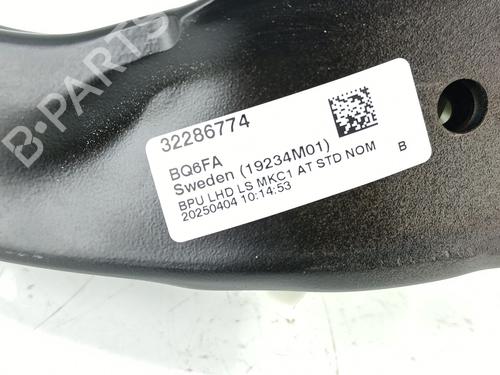 B-PARTS
32286774
BQ6FA
Sweden (19234M01)
BPU LHD LS MKC1 AT STD NOM B
20250404 10:14:53